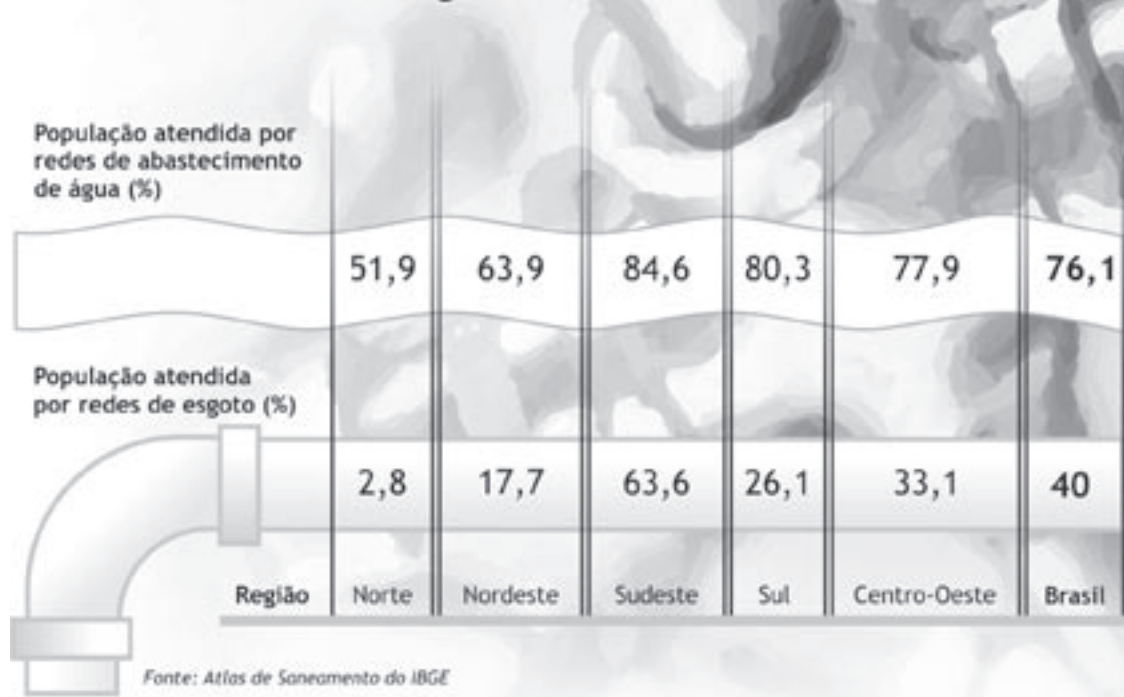 População atendida por
redes de abastecimento
de água (%)
51,9 63,9 84,6 80,3 77,9 76,1
População atendida
por redes de esgoto (%)
2,8 17,7 63,6 26,1 33,1 40
Região Norte Nordeste Sudeste Sul Centro-Oeste Brasil
Fonte: Atlas de Saneamento do IBGE